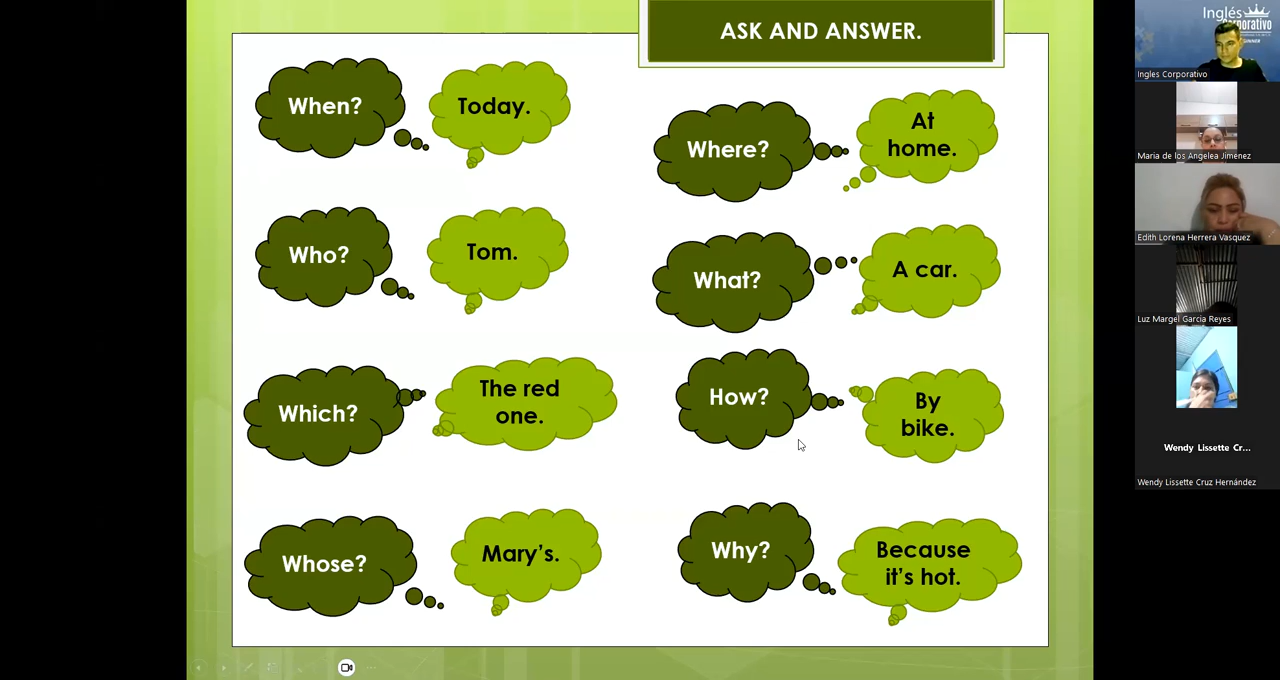 ASK AND ANSWER.
When?
Today.
Where?
At
home.
Who?
Tom.
What?
A car.
Which?
The red
one.
How?
By
bike.
Whose?
Mary's.
Why?
Because
it's hot.
Inglés
Corporativo
Ingles Corporativo
Maria de los Angelea Jiménez
Edith Lorena Herrera Vasquez
Luz Margel Garcia Reyes
Wendy Lissette Cr...
Wendy Lissette Cruz Hernández